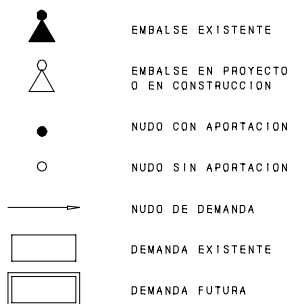 EMBALSE EXISTENTE
EMBALSE EN PROYECTO
O EN CONSTRUCCION
NUDO CON APORTACION
NUDO SIN APORTACION
NUDO DE DEMANDA
DEMANDA EXISTENTE
DEMANDA FUTURA